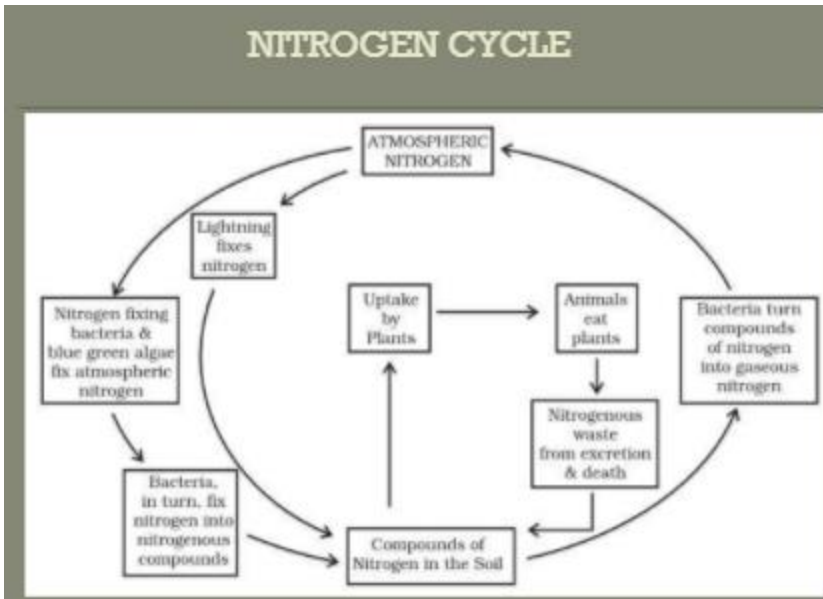 NITROGEN CYCLE
ATMOSPHERIC
NITROGEN
Lightning
fixes
nitrogen
Nitrogen fixing
bacteria &
blue green algae
fix atmospheric
nitrogen
Uptake
by
Plants
Animals
eat
plants
Bacteria turn
compounds
of nitrogen
into gaseous
nitrogen
Nitrogenous
waste
from excretion
& death
Bacteria,
in turn, fix
nitrogen into
nitrogenous
compounds
Compounds of
Nitrogen in the Soil